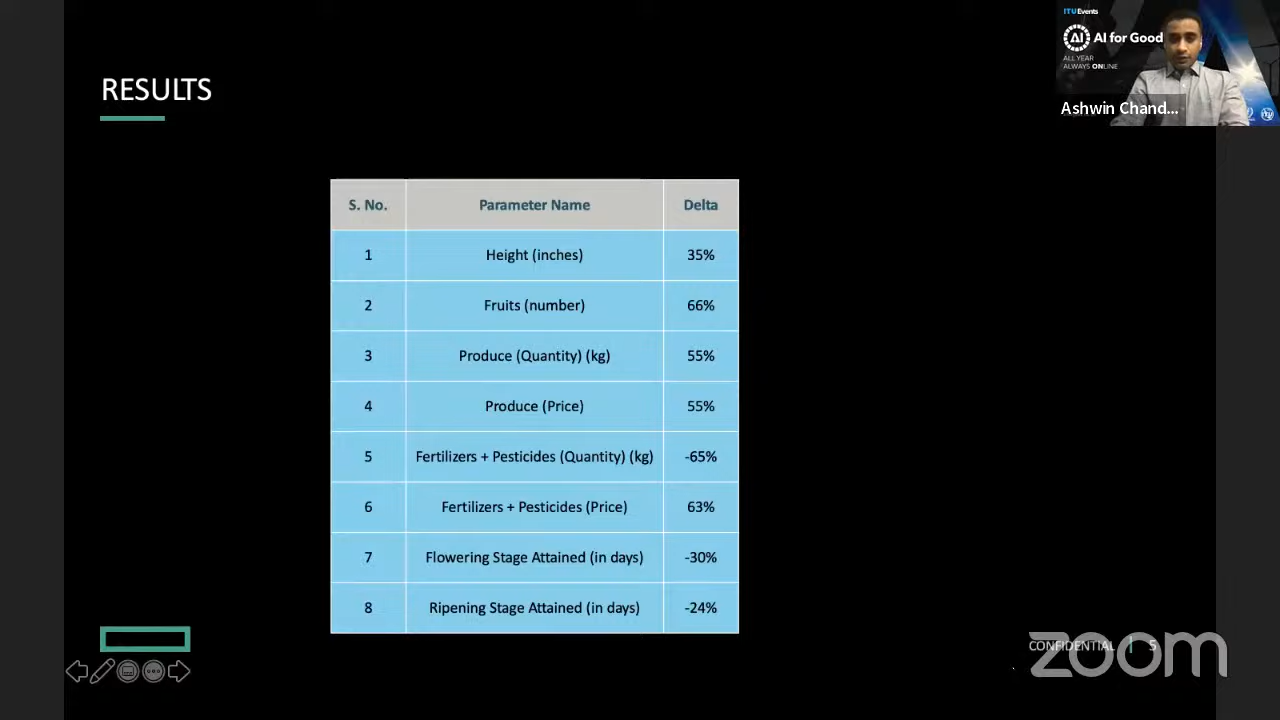 RESULTS
ITUEvents
AI AI for Good
ALL YEAR
ALWAYS ONLINE
Ashwin Chand...
S. No. Parameter Name Delta
1 Height (inches) 35%
2 Fruits (number) 66%
3 Produce (Quantity) (kg) 55%
4 Produce (Price) 55%
5 Fertilizers + Pesticides (Quantity) (kg) -65%
6 Fertilizers + Pesticides (Price) 63%
7 Flowering Stage Attained (in days) -30%
8 Ripening Stage Attained (in days) -24%
CONFIDENTIAL 5
zoom